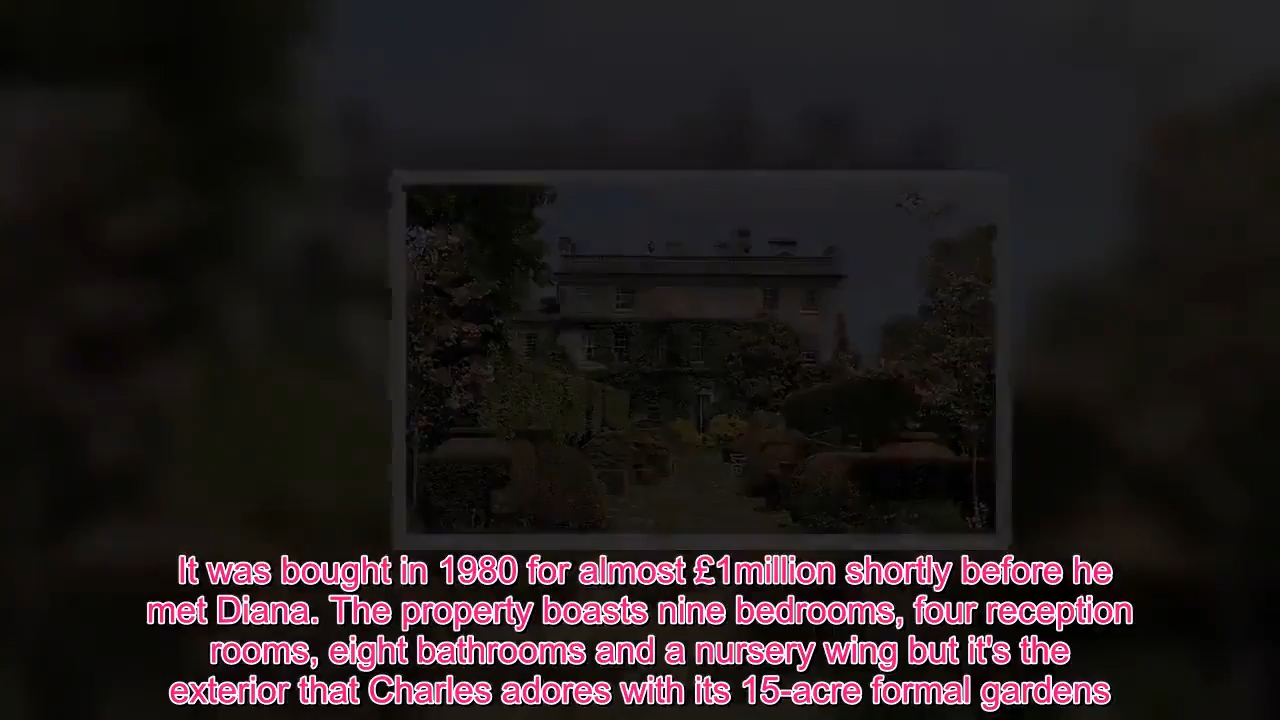 It was bought in 1980 for almost £1million shortly before he
met Diana. The property boasts nine bedrooms, four reception
rooms, eight bathrooms and a nursery wing but it's the
exterior that Charles adores with its 15-acre formal gardens